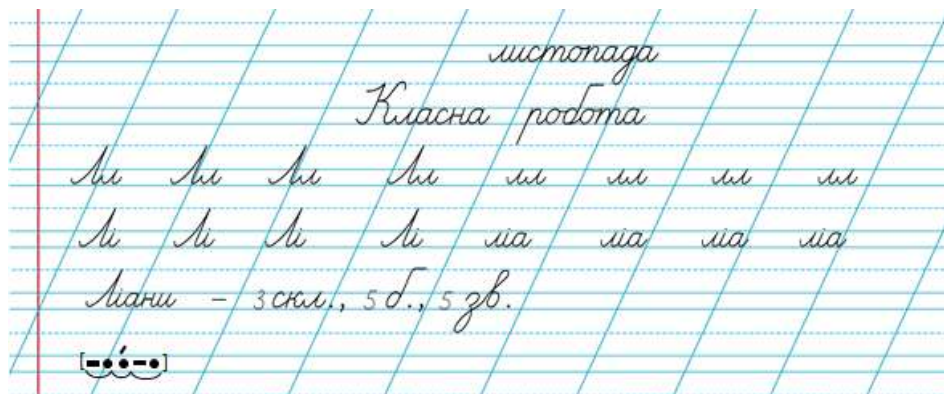 листопада
Класна робота
Лл Лл Лл Лл лл лл лл лл
Лі Лі Лі Лі ліа ліа ліа ліа
Ліани - 3 скл., 5 б., 5 зв.
[–••́–•]